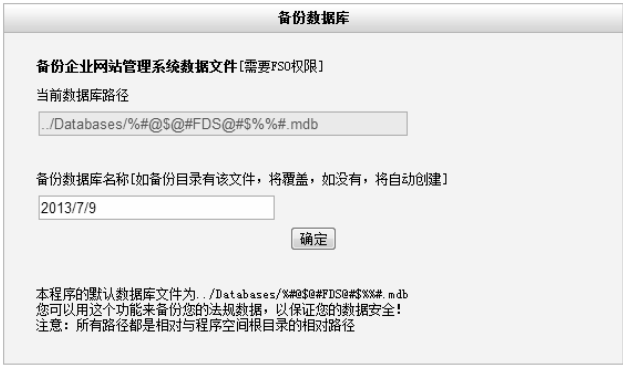 备份数据库
备份企业网站管理系统数据文件[需要FSO权限]
当前数据库路径
../Databases/%#@$@#FDS@#$%%#.mdb
备份数据库名称[如备份目录有该文件，将覆盖，如没有，将自动创建]
2013/7/9
确定
本程序的默认数据库文件为../Databases/%#@$@#FDS@#$%%#.mdb
您可以用这个功能来备份您的法规数据，以保证您的数据安全！
注意：所有路径都是相对与程序空间根目录的相对路径